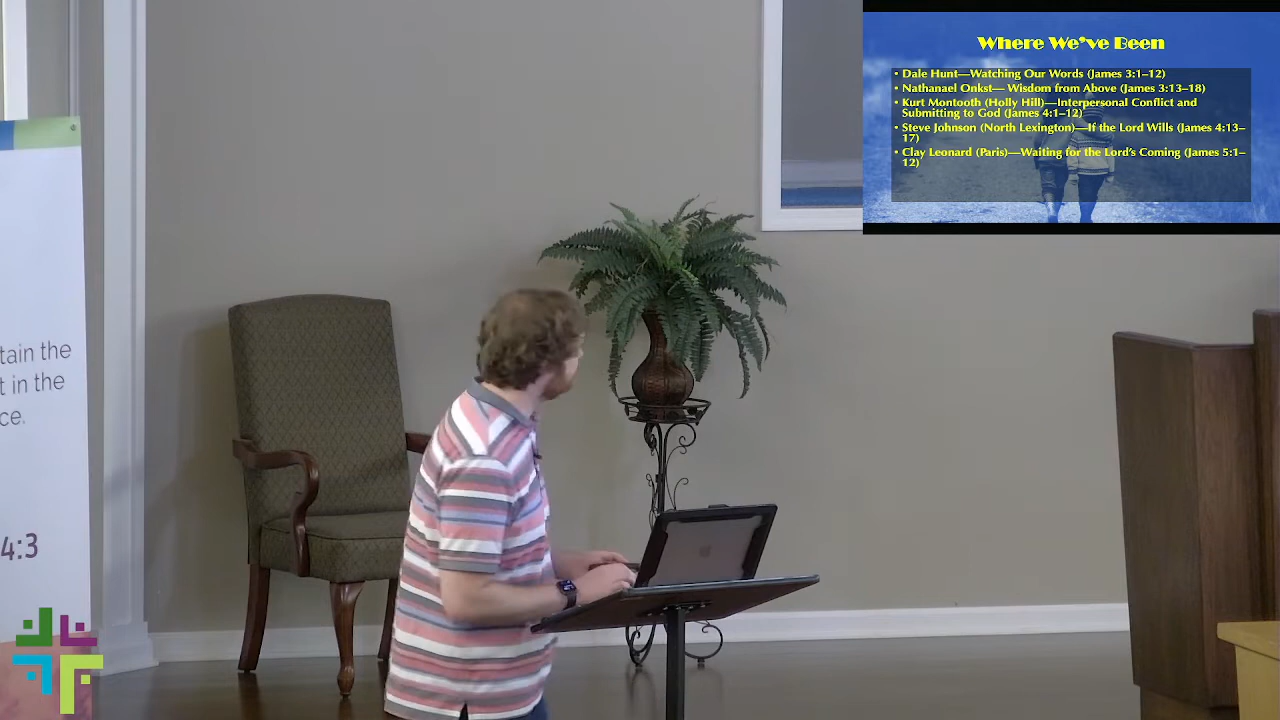 Where We've Been
• Dale Hunt—Watching Our Words (James 3:1–12)
• Nathanael Onkst— Wisdom from Above (James 3:13–18)
• Kurt Montooth (Holly Hill)—Interpersonal Conflict and
Submitting to God (James 4:1–12)
• Steve Johnson (North Lexington)—If the Lord Wills (James 4:13–
17)
• Clay Leonard (Paris)—Waiting for the Lord's Coming (James 5:1–
12)
tain the
t in the
ce.
4:3